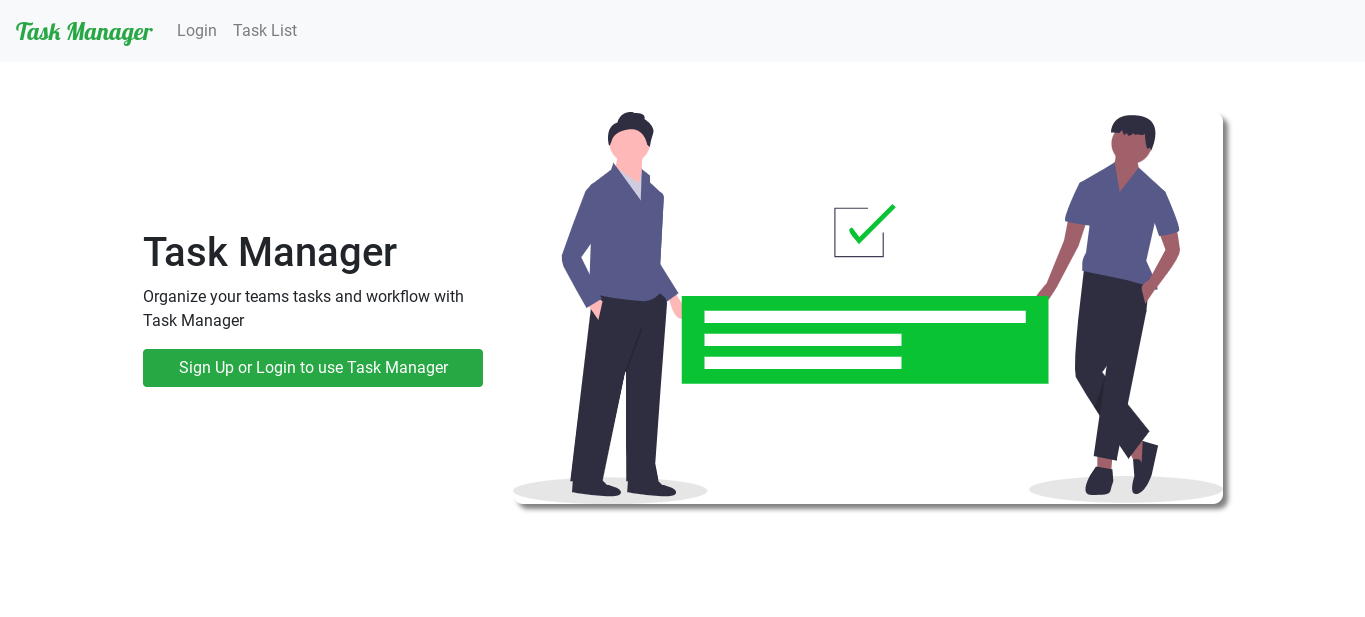 Task Manager
Login
Task List
Task Manager
Organize your teams tasks and workflow with
Task Manager
Sign Up or Login to use Task Manager